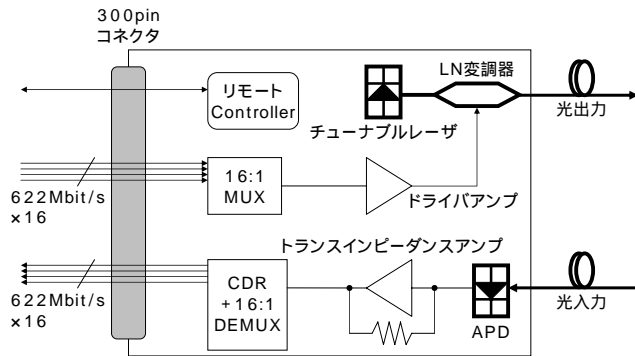 300pin
コネクタ
リモート
Controller
LN変調器
チューナブルレーザ
光出力
622Mbit/s
×16
16:1
MUX
ドライバアンプ
トランスインピーダンスアンプ
622Mbit/s
×16
CDR
+16:1
DEMUX
APD
光入力